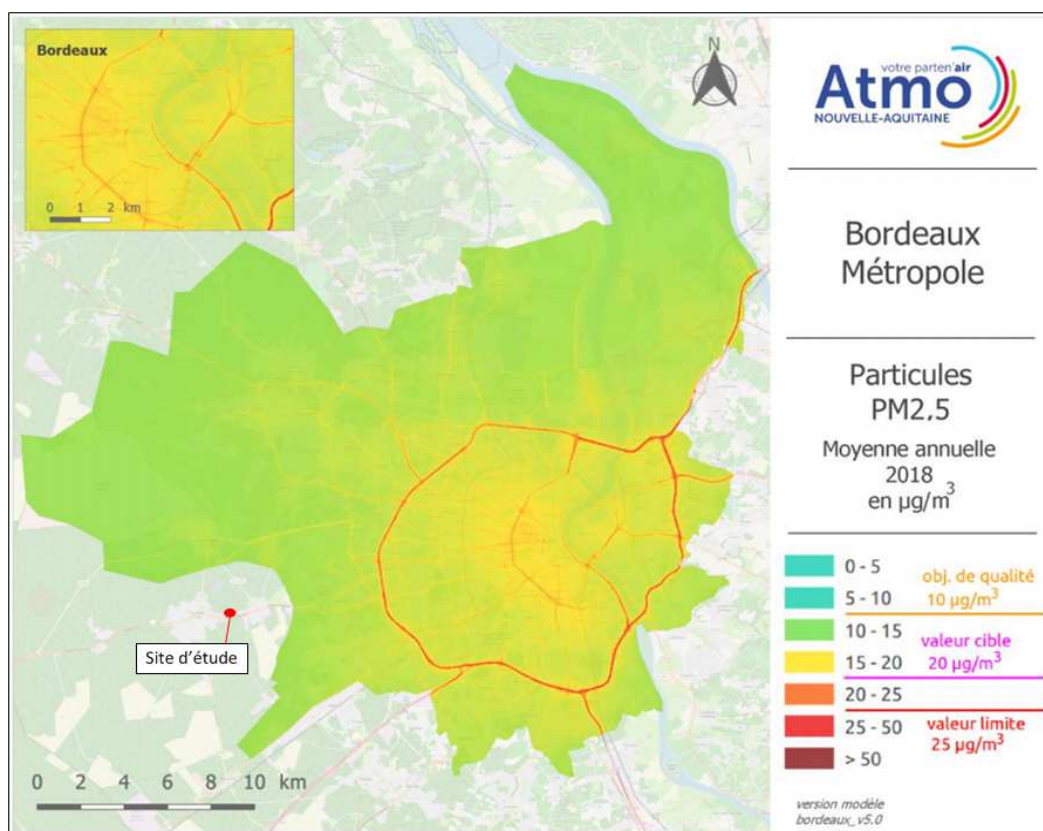 Bordeaux
0 1 2 km
N
Site d'étude
0 2 4 6 8 10 km
votre parten'air
Atmo
NOUVELLE-AQUITAINE
Bordeaux
Métropole
Particules
PM2,5
Moyenne annuelle
2018
en µg/m³
0 - 5
5 - 10
10 - 15
15 - 20
20 - 25
25 - 50
> 50
obj. de qualité
10 µg/m³
valeur cible
20 µg/m³
valeur limite
25 µg/m³
version modèle
bordeaux_v5.0